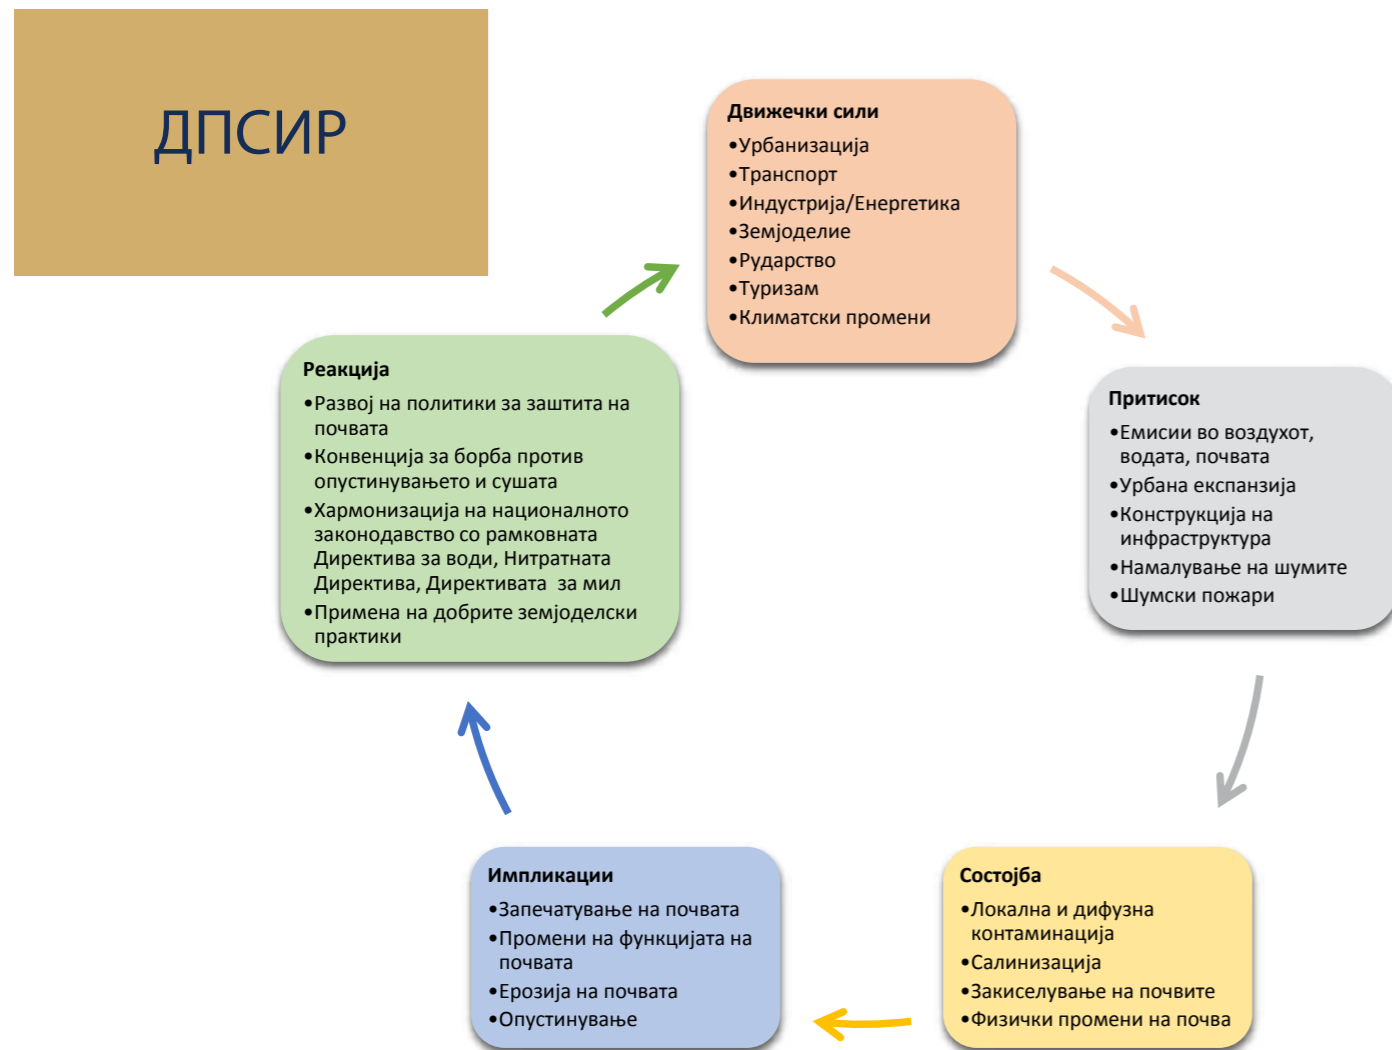 ДПСИР
Движечки сили
•Урбанизација
•Транспорт
•Индустрија/Енергетика
•Земјоделие
•Рударство
•Туризам
•Климатски промени
Притисок
•Емисии во воздухот,
водата, почвата
•Урбана експанзија
•Конструкција на
инфраструктура
•Намалување на шумите
•Шумски пожари
Состојба
•Локална и дифузна
контаминација
•Салинизација
•Закиселување на почвите
•Физички промени на почва
Импликации
•Запечатување на почвата
•Промени на функцијата на
почвата
•Ерозија на почвата
•Опустинување
Реакција
•Развој на политики за заштита на
почвата
•Конвенција за борба против
опустинувањето и сушата
•Хармонизација на националното
законодавство со рамковната
Директива за води, Нитратната
Директива, Директивата  за мил
•Примена на добрите земјоделски
практики